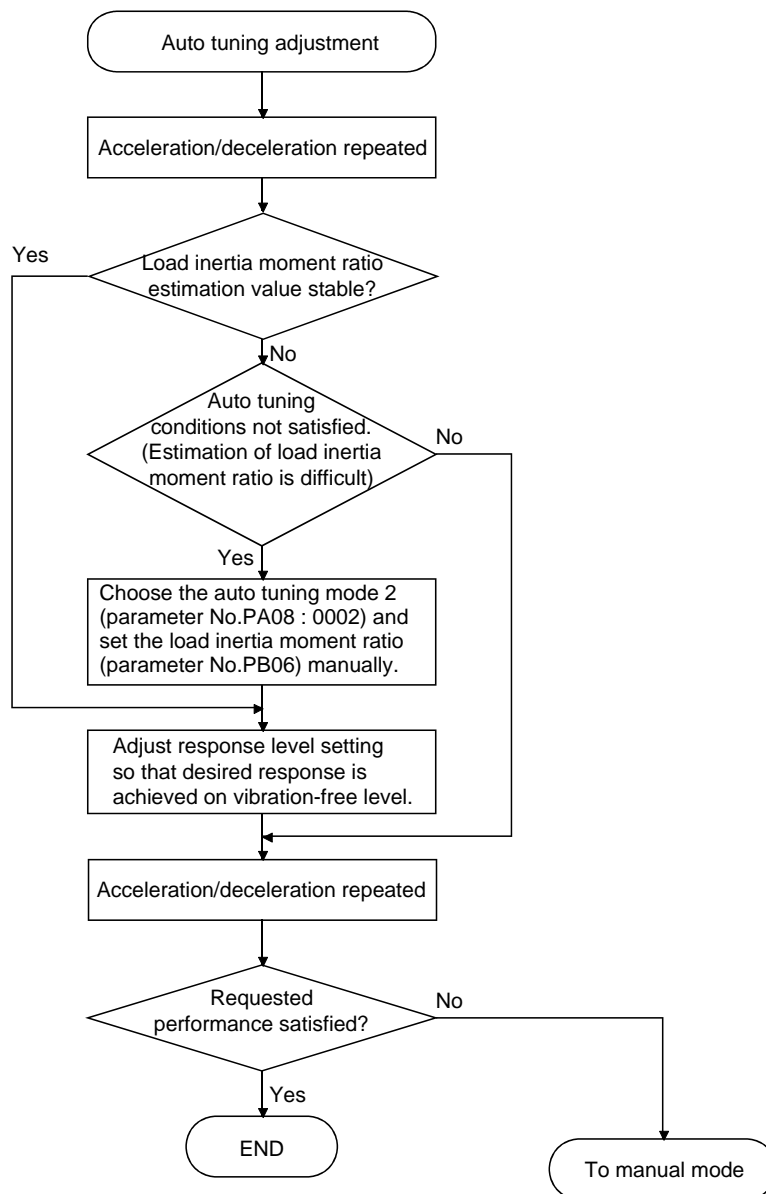 Auto tuning adjustment
Acceleration/deceleration repeated
Yes
Load inertia moment ratio
estimation value stable?
No
Auto tuning
conditions not satisfied.
(Estimation of load inertia
moment ratio is difficult)
No
Yes
Choose the auto tuning mode 2
(parameter No.PA08 : 0002) and
set the load inertia moment ratio
(parameter No.PB06) manually.
Adjust response level setting
so that desired response is
achieved on vibration-free level.
Acceleration/deceleration repeated
Requested
performance satisfied?
No
Yes
END
To manual mode